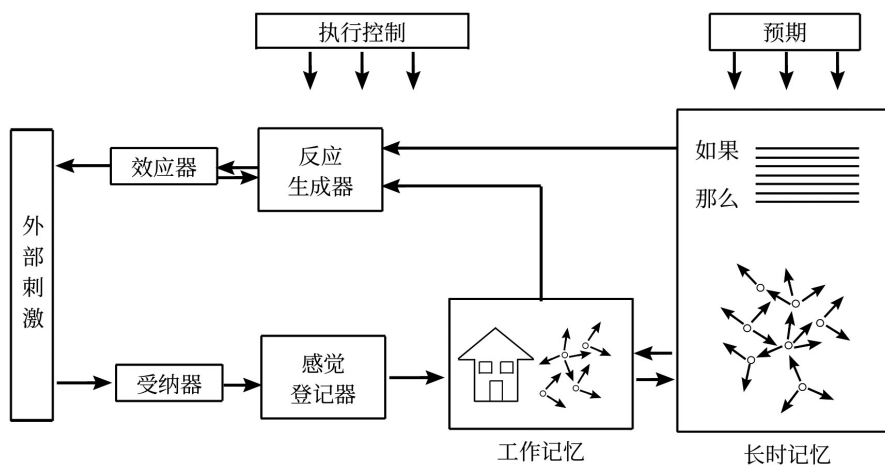 执行控制
预期
效应器
反应
生成器
如果
那么
外部刺激
受纳器
感觉
登记器
工作记忆
长时记忆